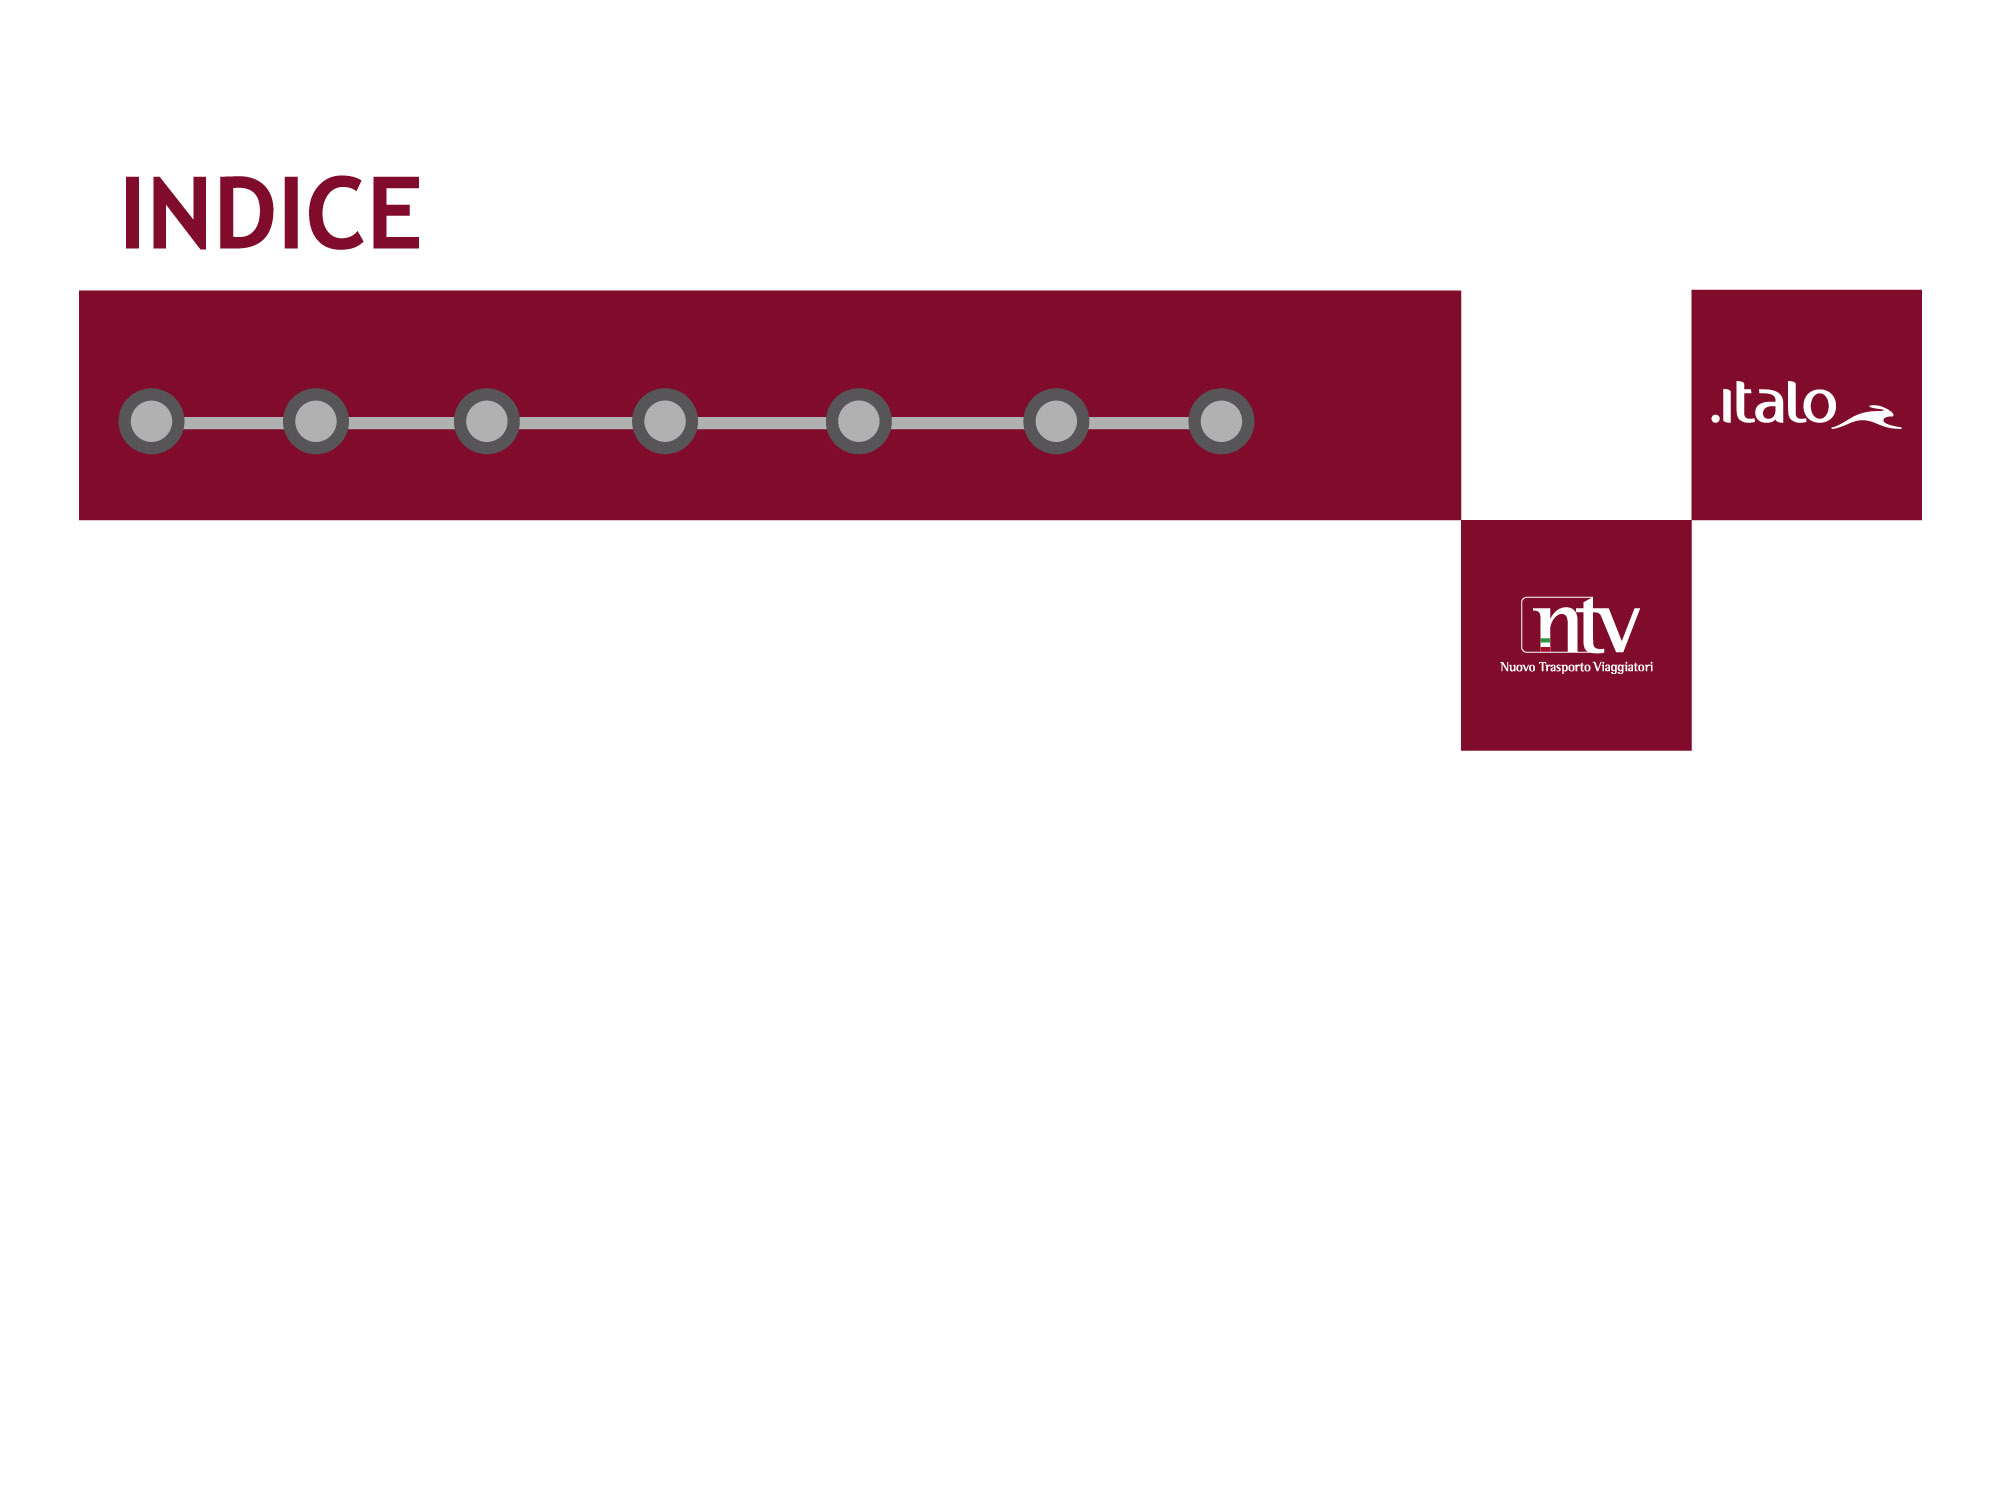 INDICE
.italo
ntv
Nuovo Trasporto Viaggiatori